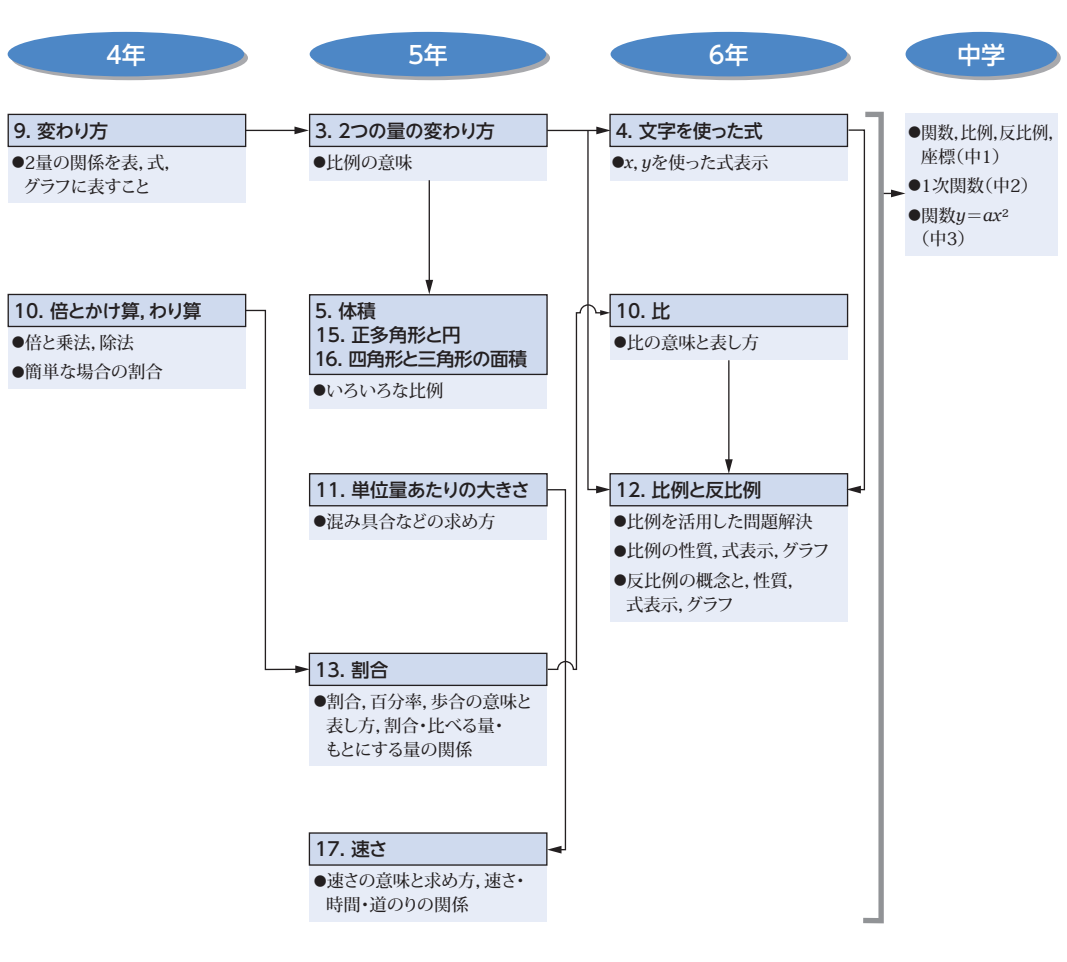 4年
5年
6年
中学
9. 変わり方
●2量の関係を表, 式,
グラフに表すこと
10. 倍とかけ算, わり算
●倍と乗法, 除法
●簡単な場合の割合
3. 2つの量の変わり方
●比例の意味
5. 体積
15. 正多角形と円
16. 四角形と三角形の面積
●いろいろな比例
11. 単位量あたりの大きさ
●混み具合などの求め方
13. 割合
●割合, 百分率, 歩合の意味と
表し方, 割合・比べる量・
もとにする量の関係
17. 速さ
●速さの意味と求め方, 速さ・
時間・道のりの関係
4. 文字を使った式
●x, yを使った式表示
10. 比
●比の意味と表し方
12. 比例と反比例
●比例を活用した問題解決
●比例の性質, 式表示, グラフ
●反比例の概念と, 性質,
式表示, グラフ
●関数, 比例, 反比例,
座標(中1)
●1次関数(中2)
●関数y=ax²
(中3)